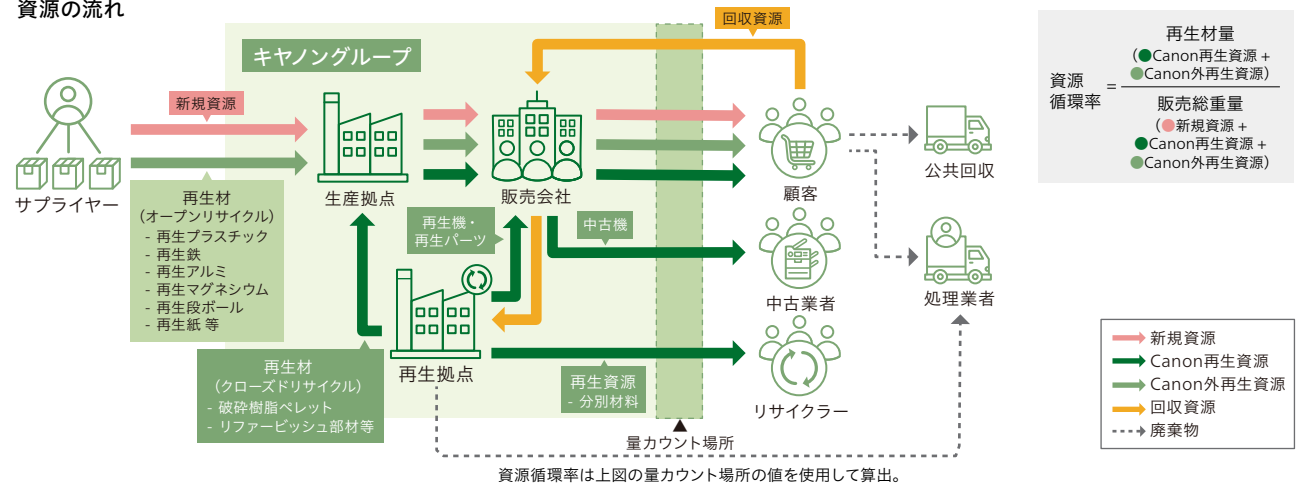 資源の流れ
回収資源
キヤノングループ
新規資源
サプライヤー
再生材
(オープンリサイクル)
- 再生プラスチック
- 再生鉄
- 再生アルミ
- 再生マグネシウム
- 再生段ボール
- 再生紙 等
生産拠点
販売会社
顧客
公共回収
再生機・
再生パーツ
中古機
中古業者
処理業者
再生拠点
再生材
(クローズドリサイクル)
- 破砕樹脂ペレット
- リファービッシュ部材等
再生資源
- 分別材料
リサイクラー
量カウント場所
資源循環率は上図の量カウント場所の値を使用して算出。
資源
循環率
=
再生材量
(●Canon再生資源 +
●Canon外再生資源)
販売総重量
(●新規資源 +
●Canon再生資源 +
●Canon外再生資源)
新規資源
Canon再生資源
Canon外再生資源
回収資源
廃棄物